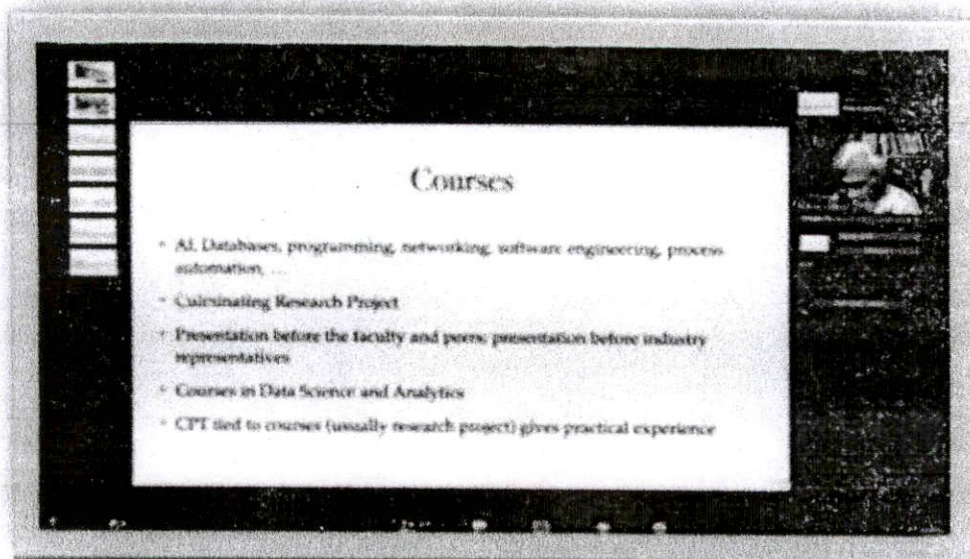 Courses
AI, Databases, programming, networking, software engineering, process
automation, ...
Culminating Research Project
Presentation before the faculty and peers; presentation before industry
representatives
Courses in Data Science and Analytics
CPT tied to courses (usually research project) gives practical experience